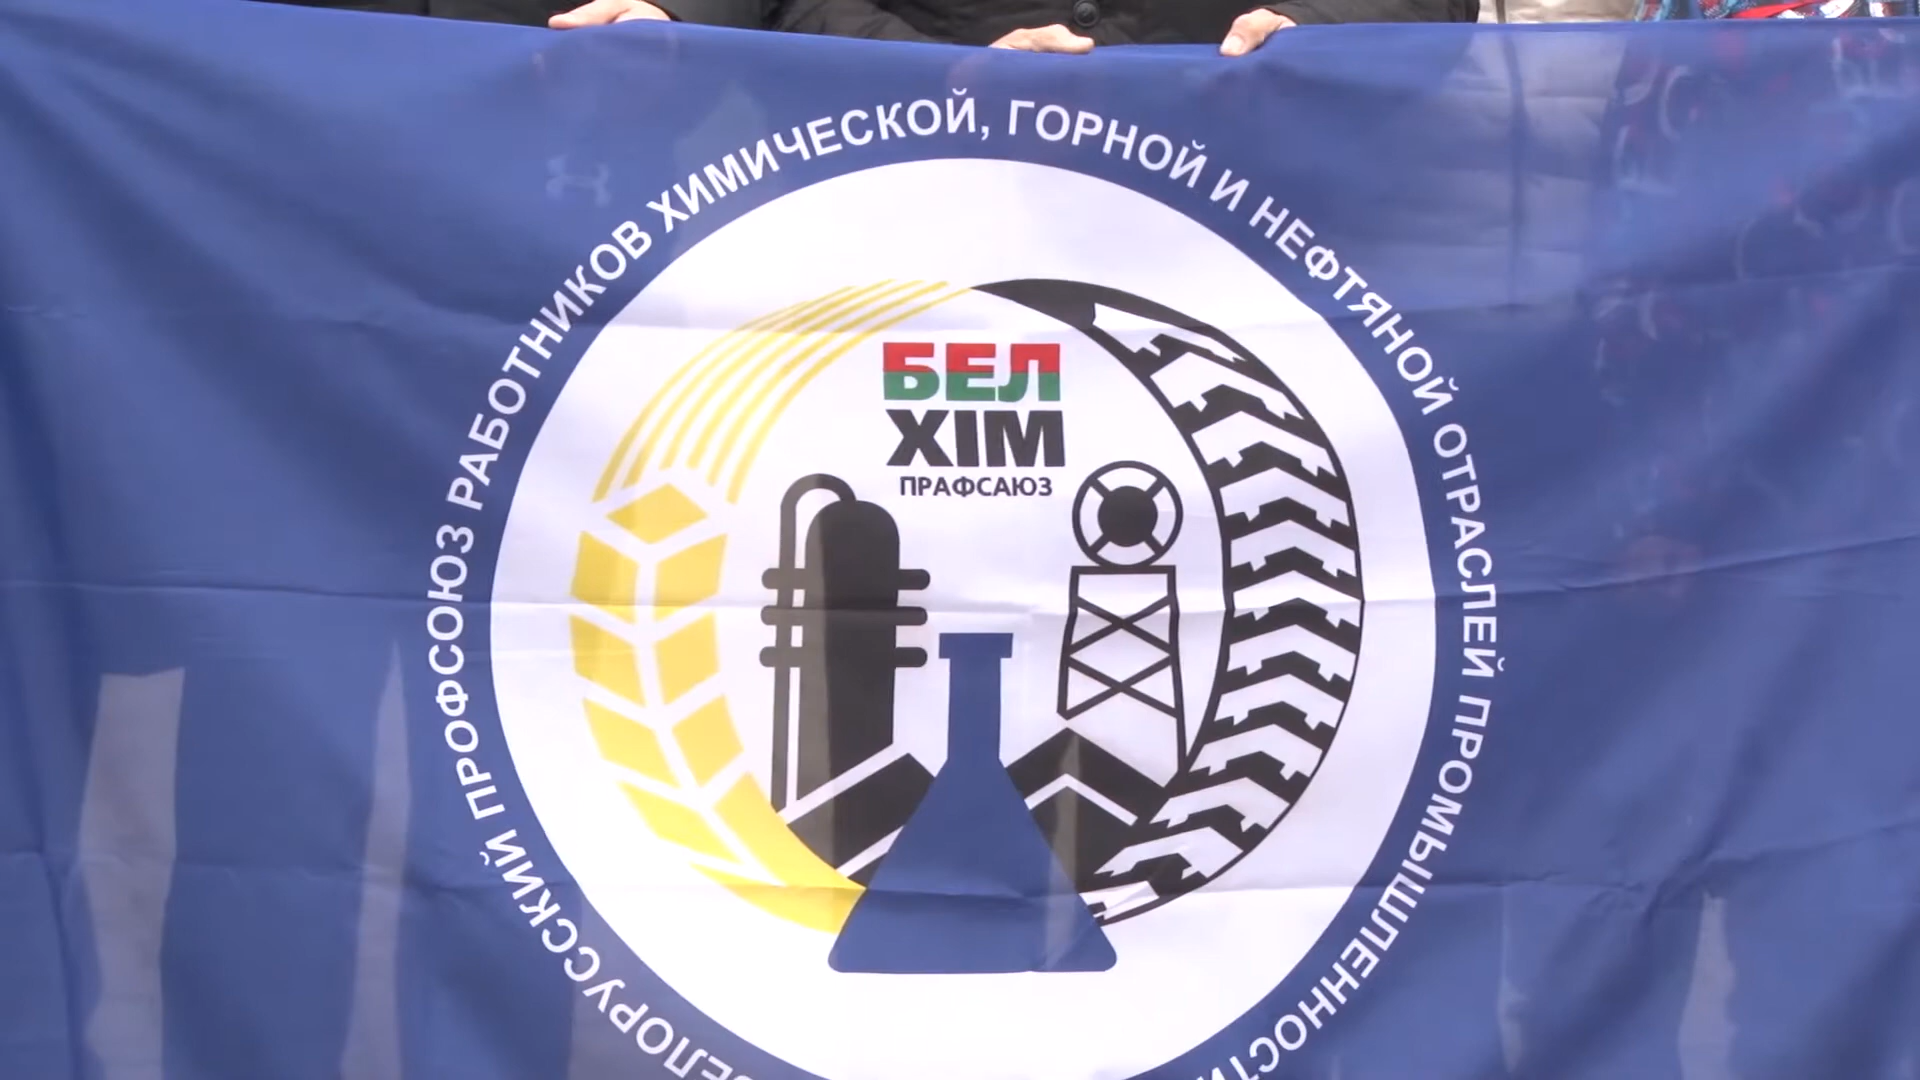 БЕЛОРУССКИЙ ПРОФСОЮЗ РАБОТНИКОВ ХИМИЧЕСКОЙ, ГОРНОЙ И НЕФТЯНОЙ ОТРАСЛЕЙ ПРОМЫШЛЕННОСТИ
БЕЛ
ХІМ
ПРАФСАЮЗ